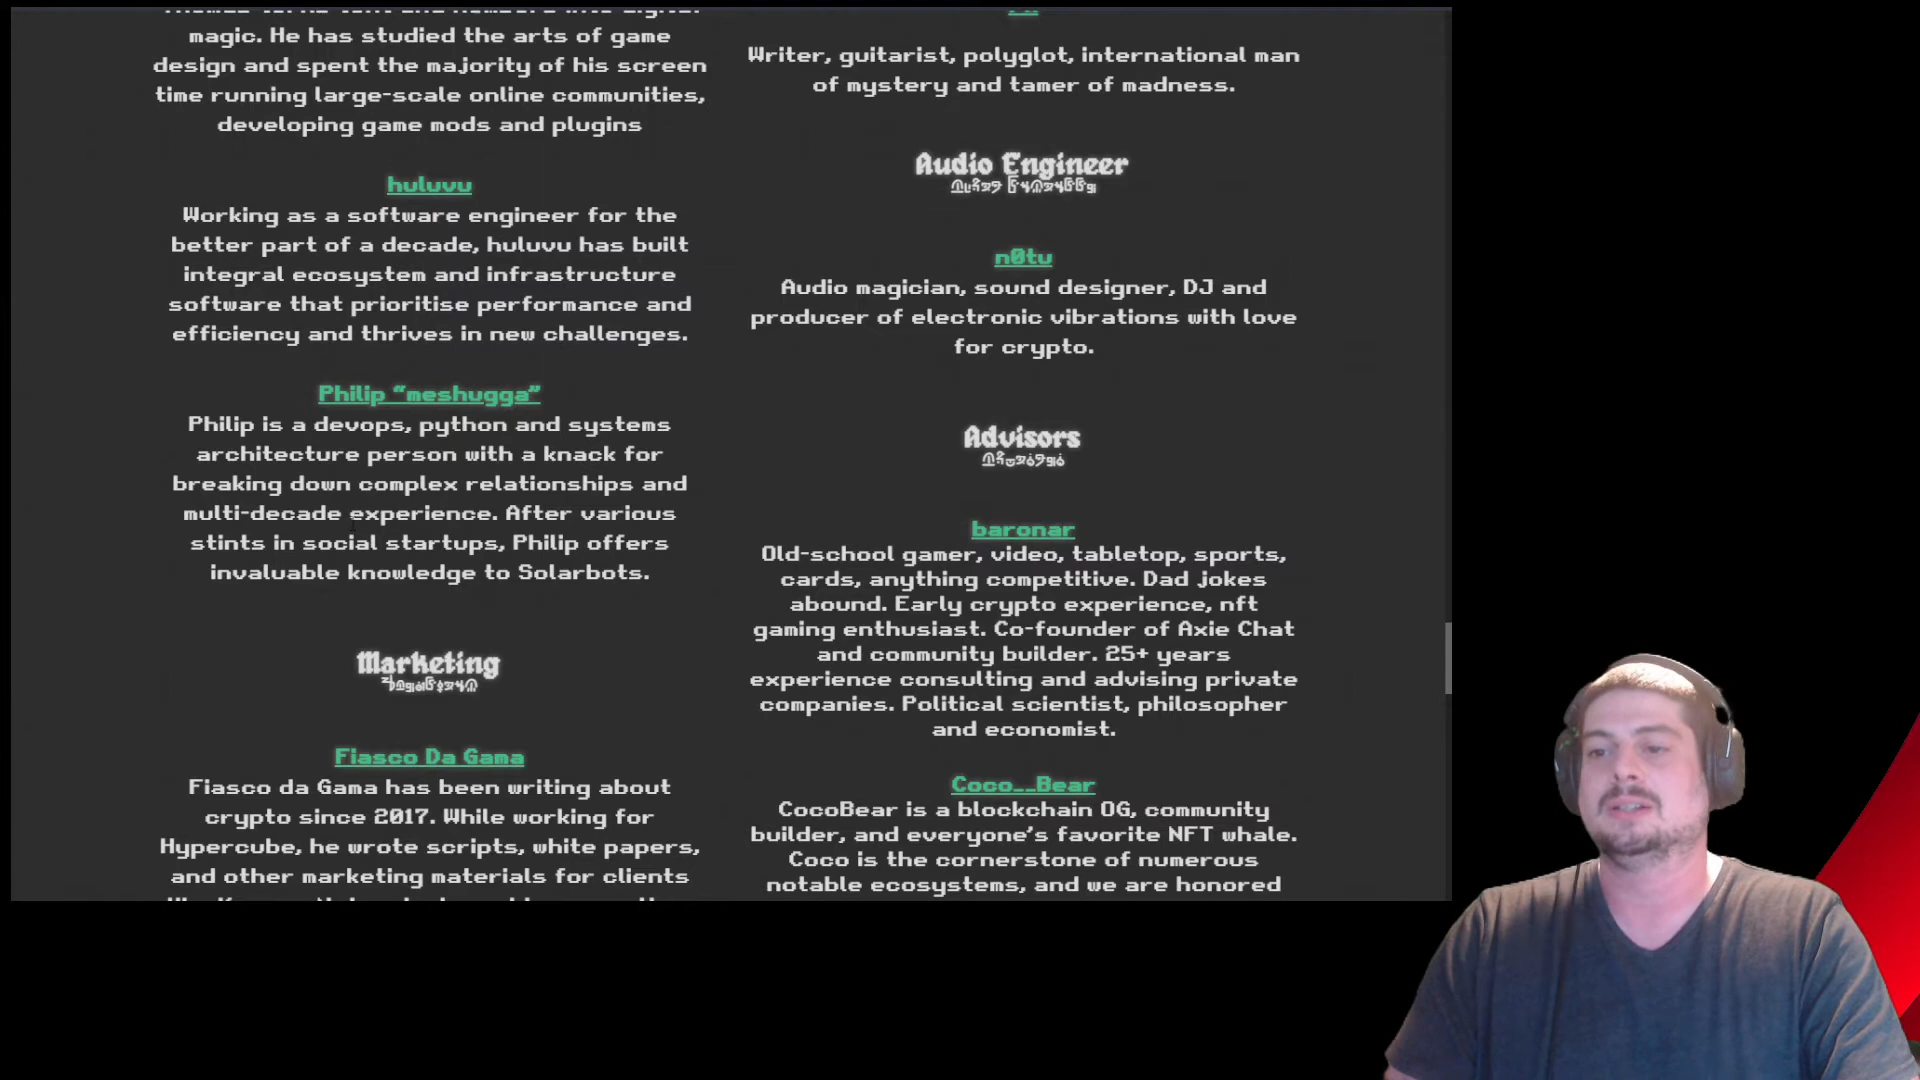 magic. He has studied the arts of game
design and spent the majority of his screen
time running large-scale online communities,
developing game mods and plugins
huluvu
Working as a software engineer for the
better part of a decade, huluvu has built
integral ecosystem and infrastructure
software that prioritise performance and
efficiency and thrives in new challenges.
Philip “meshugga”
Philip is a devops, python and systems
architecture person with a knack for
breaking down complex relationships and
multi-decade experience. After various
stints in social startups, Philip offers
invaluable knowledge to Solarbots.
Marketing
Fiasco Da Gama
Fiasco da Gama has been writing about
crypto since 2017. While working for
Hypercube, he wrote scripts, white papers,
and other marketing materials for clients
Writer, guitarist, polyglot, international man
of mystery and tamer of madness.
Audio Engineer
n0tu
Audio magician, sound designer, DJ and
producer of electronic vibrations with love
for crypto.
Advisors
baronar
Old-school gamer, video, tabletop, sports,
cards, anything competitive. Dad jokes
abound. Early crypto experience, nft
gaming enthusiast. Co-founder of Axie Chat
and community builder. 25+ years
experience consulting and advising private
companies. Political scientist, philosopher
and economist.
Coco__Bear
CocoBear is a blockchain OG, community
builder, and everyone’s favorite NFT whale.
Coco is the cornerstone of numerous
notable ecosystems, and we are honored